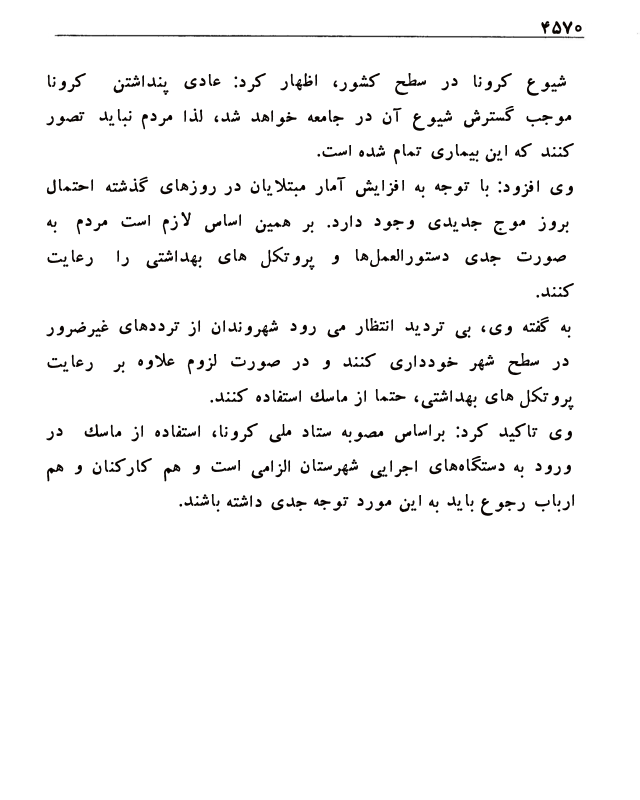 ۴۵۷۰
شیوع کرونا در سطح کشور، اظهار کرد: عادی پنداشتن کرونا
موجب گسترش شیوع آن در جامعه خواهد شد، لذا مردم نباید تصور
کنند که این بیماری تمام شده است.
وی افزود: با توجه به افزایش آمار مبتلایان در روزهای گذشته احتمال
بروز موج جدیدی وجود دارد. بر همین اساس لازم است مردم به
صورت جدی دستورالعمل‌ها و پروتکل های بهداشتی را رعایت
کنند.
به گفته وی، بی تردید انتظار می رود شهروندان از ترددهای غیرضرور
در سطح شهر خودداری کنند و در صورت لزوم علاوه بر رعایت
پروتکل های بهداشتی، حتما از ماسک استفاده کنند.
وی تاکید کرد: براساس مصوبه ستاد ملی کرونا، استفاده از ماسک در
ورود به دستگاه‌های اجرایی شهرستان الزامی است و هم کارکنان و هم
ارباب رجوع باید به این مورد توجه جدی داشته باشند.